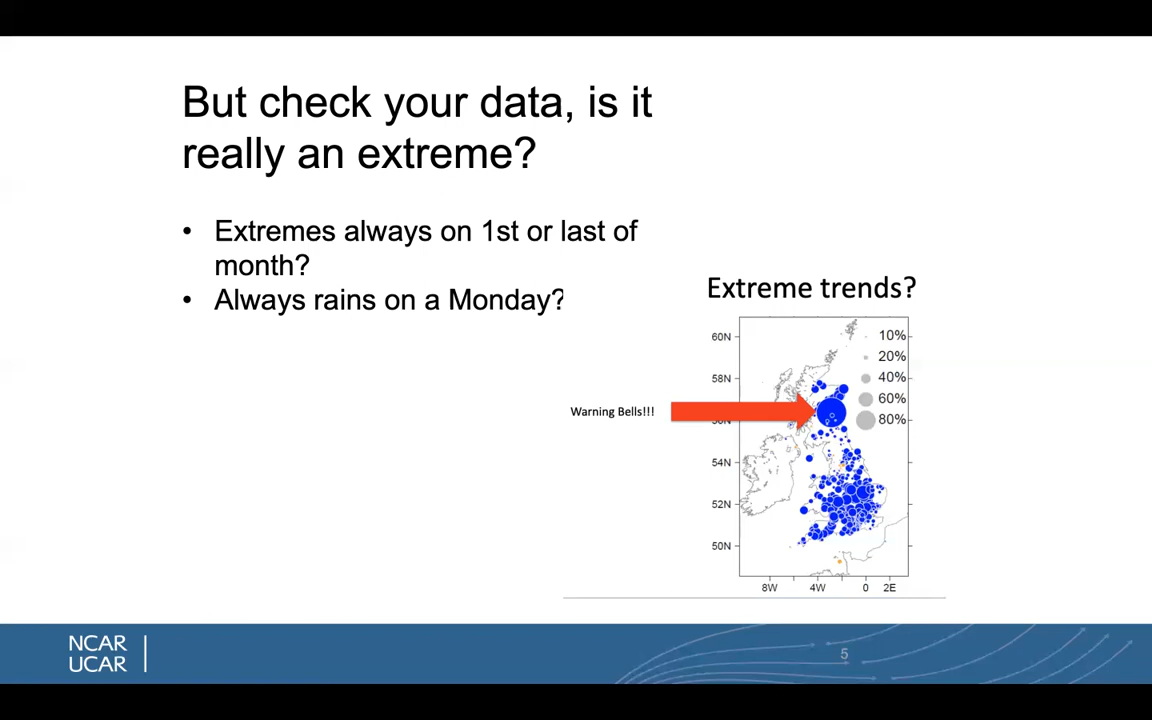 But check your data, is it
really an extreme?
• Extremes always on 1st or last of
month?
• Always rains on a Monday?
Extreme trends?
60N
58N
56N
54N
52N
50N
8W 4W 0 2E
10%
20%
40%
60%
80%
Warning Bells!!!
NCAR
UCAR
5